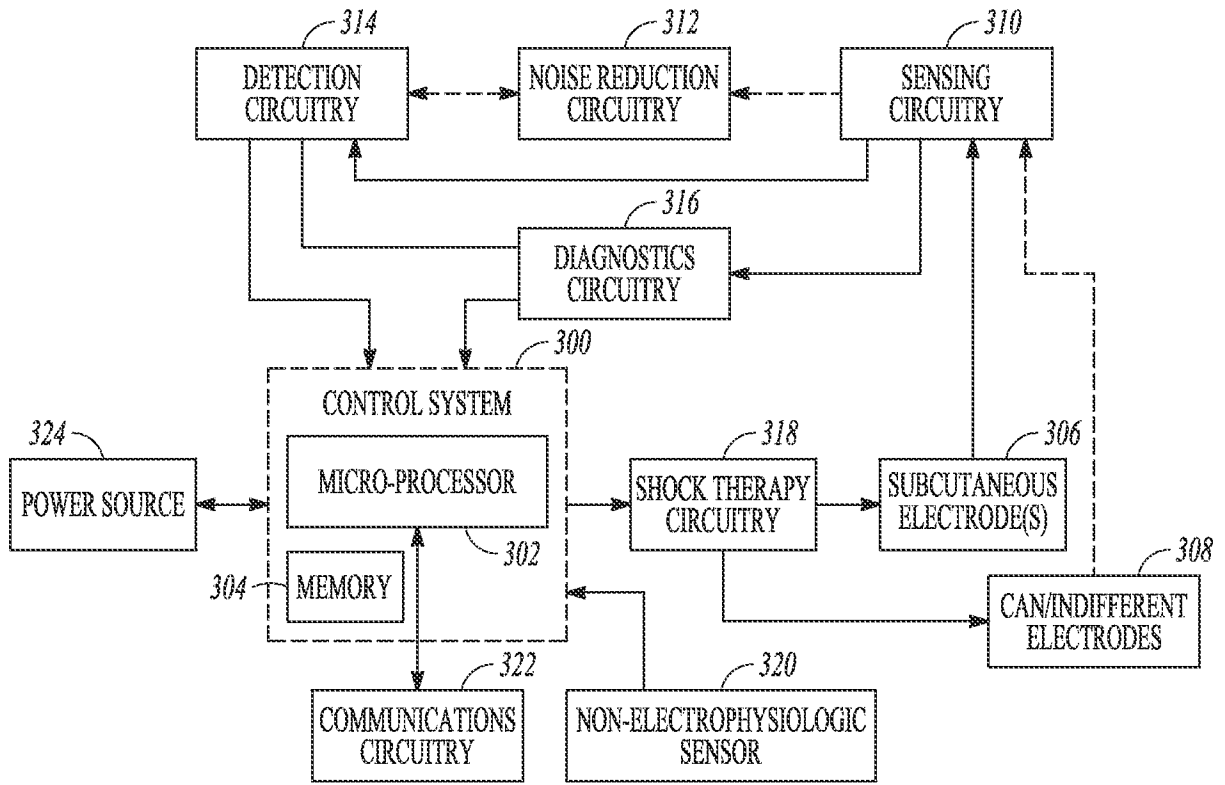 314
DETECTION
CIRCUITRY
312
NOISE REDUCTION
CIRCUITRY
310
SENSING
CIRCUITRY
316
DIAGNOSTICS
CIRCUITRY
300
CONTROL SYSTEM
MICRO-PROCESSOR
302
304
MEMORY
324
POWER SOURCE
318
SHOCK THERAPY
CIRCUITRY
306
SUBCUTANEOUS
ELECTRODE(S)
308
CAN/INDIFFERENT
ELECTRODES
322
COMMUNICATIONS
CIRCUITRY
320
NON-ELECTROPHYSIOLOGIC
SENSOR